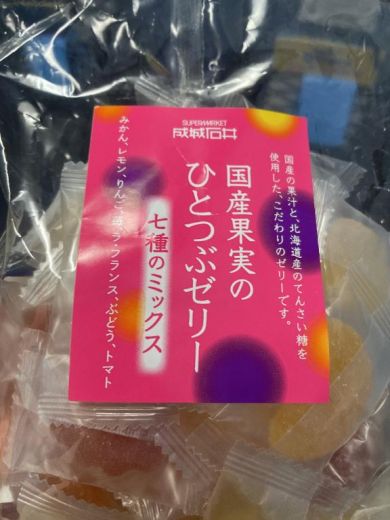 SUPERMARKET
成城石井
国産の果汁と、北海道産のてんさい糖を
使用した、こだわりのゼリーです。
国産果実の
ひとつぶゼリー
七種のミックス
みかん、レモン、りんご、苺、ラ・フランス、ぶどう、トマト